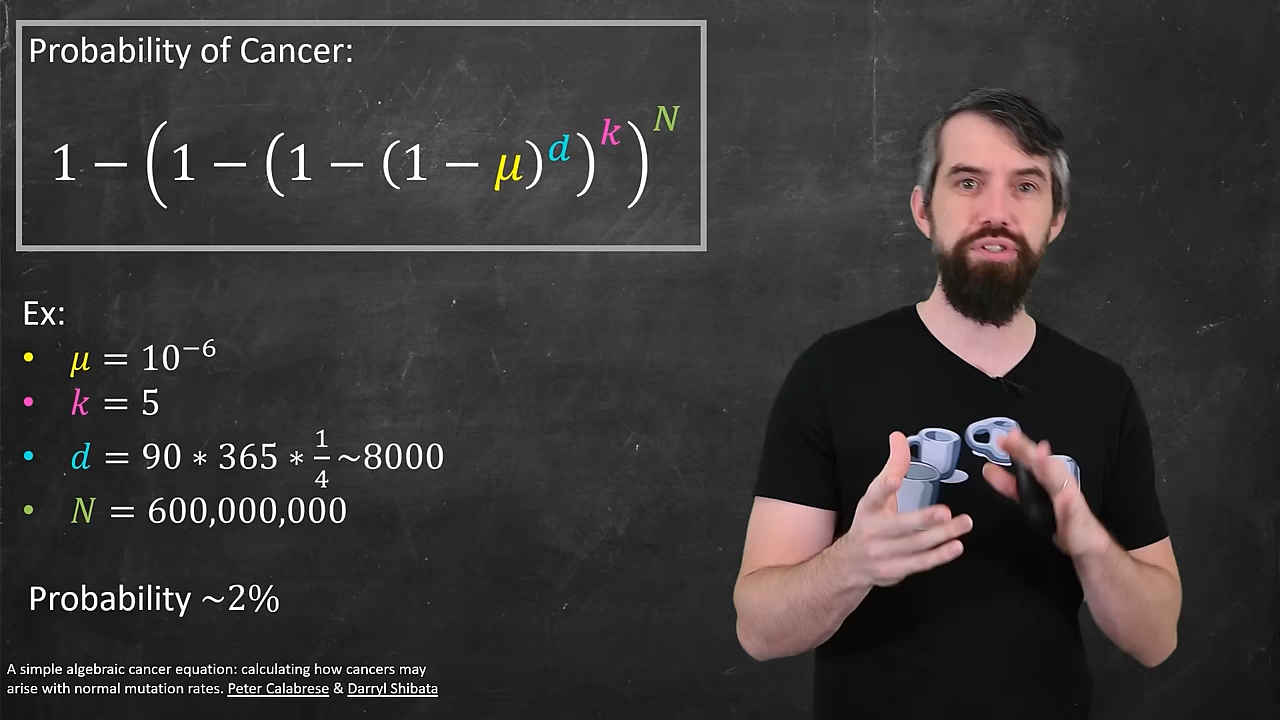 Probability of Cancer:
1 − (1 − (1 − (1 − μ)^d)^k)^N
Ex:
• μ = 10^−6
• k = 5
• d = 90 * 365 * 1/4 ~8000
• N = 600,000,000
Probability ~2%
A simple algebraic cancer equation: calculating how cancers may
arise with normal mutation rates. Peter Calabrese & Darryl Shibata